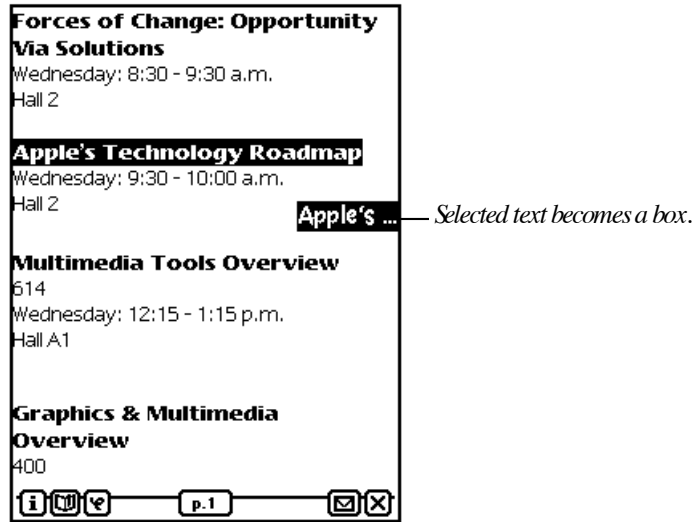 Forces of Change: Opportunity
Via Solutions
Wednesday: 8:30 - 9:30 a.m.
Hall 2
Apple's Technology Roadmap
Wednesday: 9:30 - 10:00 a.m.
Hall 2
Apple's ...
Selected text becomes a box.
Multimedia Tools Overview
614
Wednesday: 12:15 - 1:15 p.m.
Hall A1
Graphics & Multimedia
Overview
400
i p.1